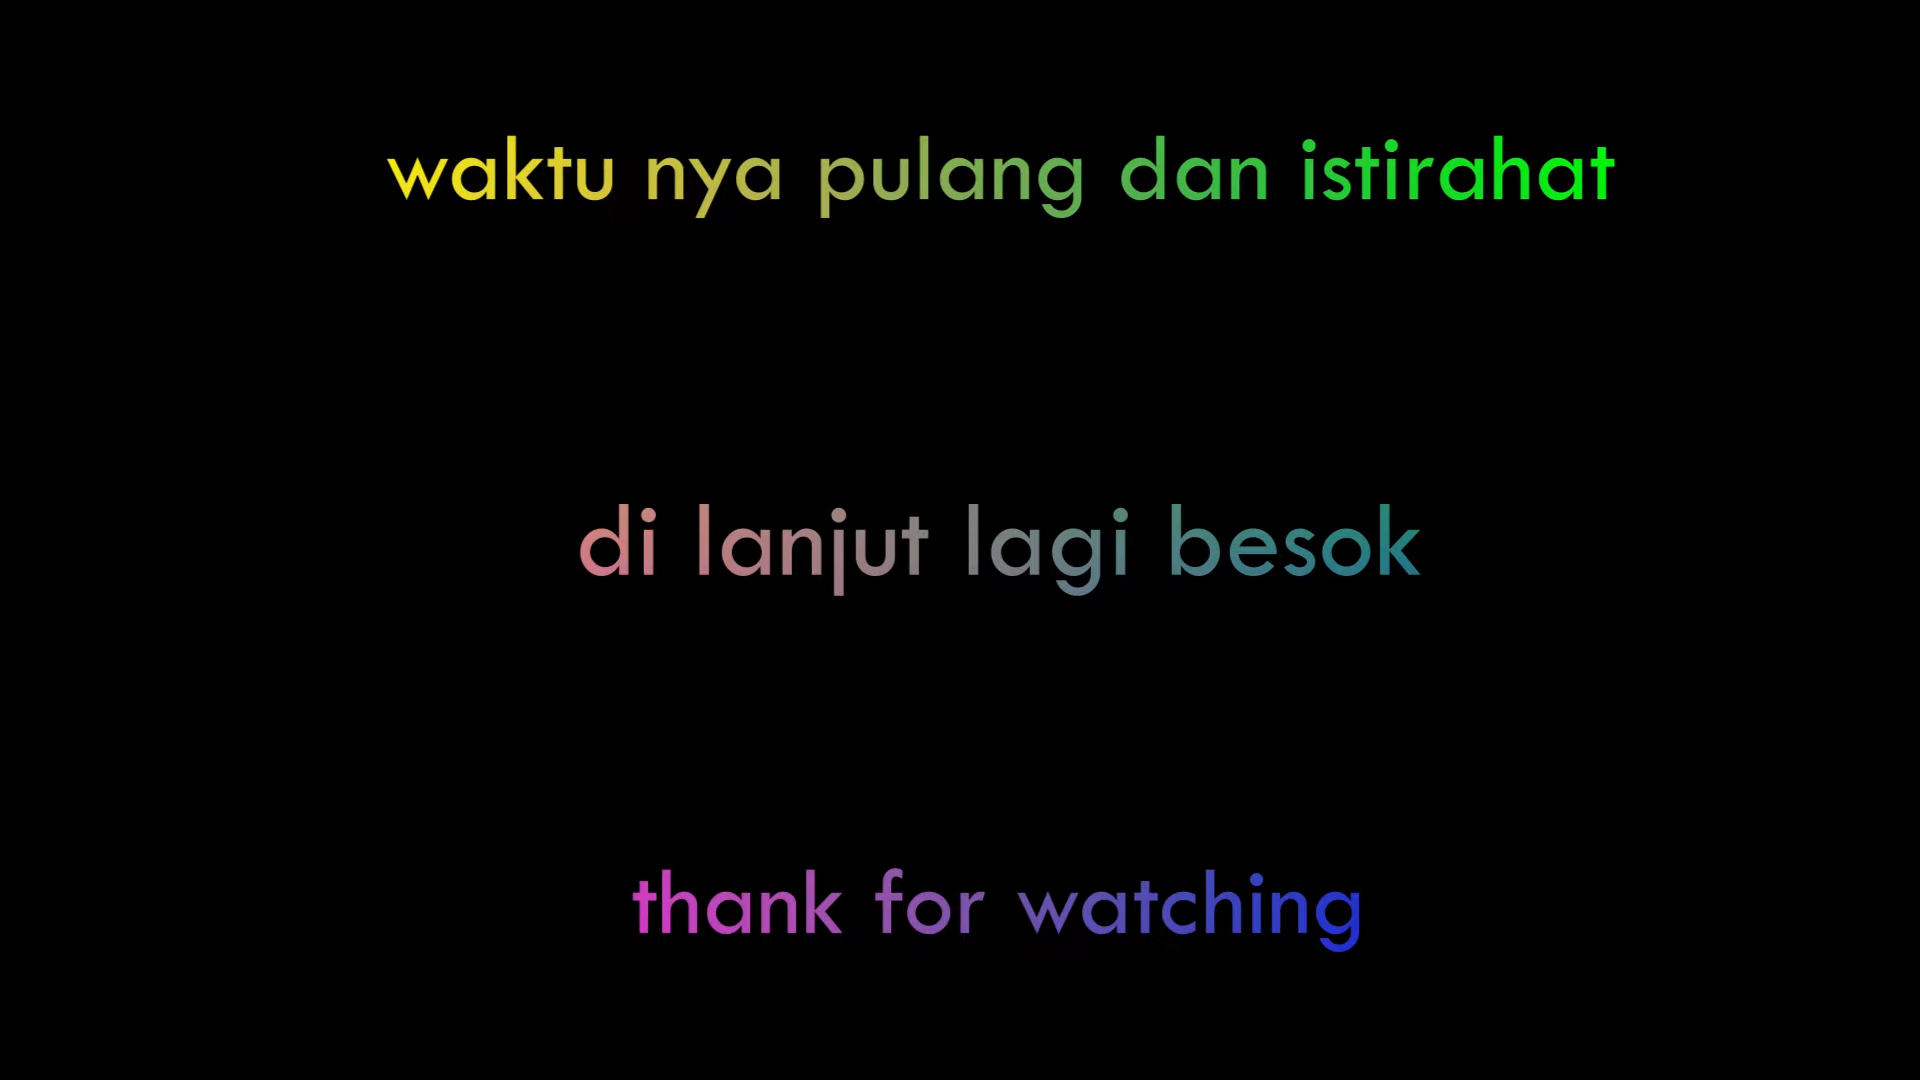 waktu nya pulang dan istirahat
di lanjut lagi besok
thank for watching